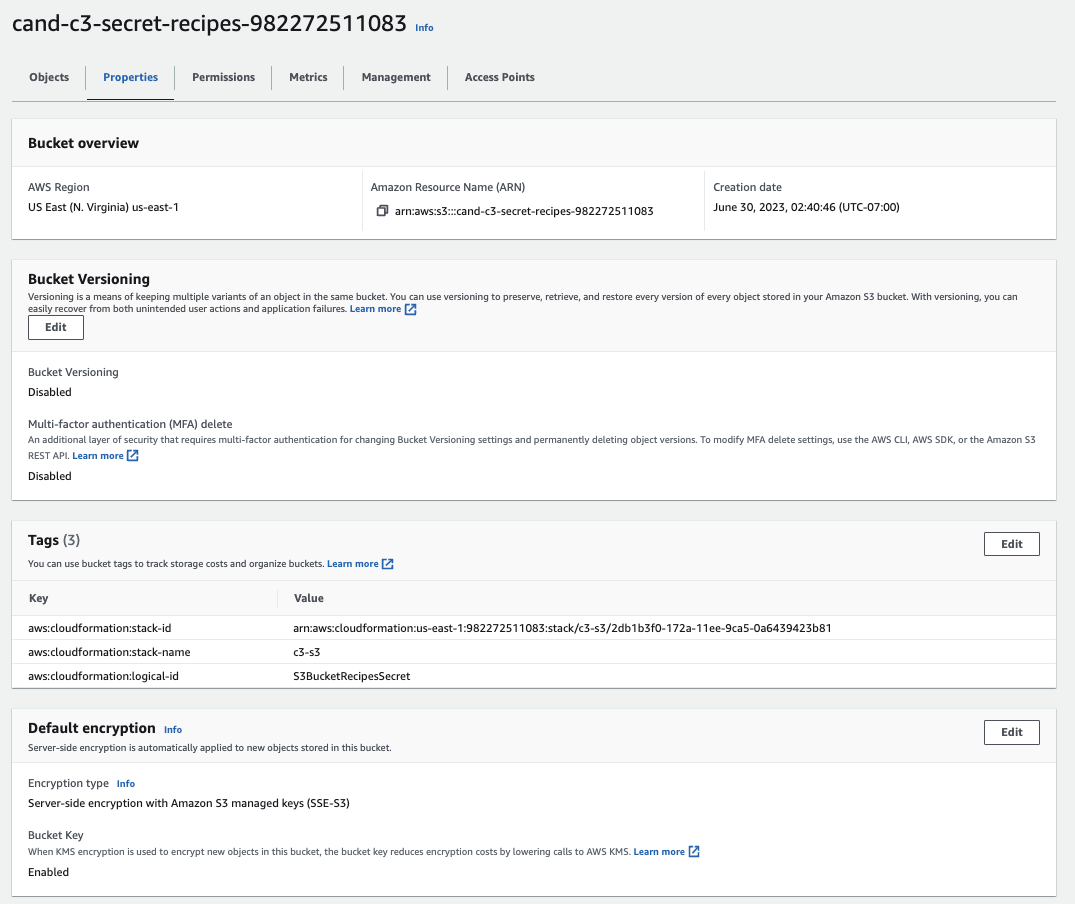 cand-c3-secret-recipes-982272511083 Info
Objects Properties Permissions Metrics Management Access Points
Bucket overview
AWS Region
US East (N. Virginia) us-east-1
Amazon Resource Name (ARN)
arn:aws:s3:::cand-c3-secret-recipes-982272511083
Creation date
June 30, 2023, 02:40:46 (UTC-07:00)
Bucket Versioning
Versioning is a means of keeping multiple variants of an object in the same bucket. You can use versioning to preserve, retrieve, and restore every version of every object stored in your Amazon S3 bucket. With versioning, you can
easily recover from both unintended user actions and application failures. Learn more
Edit
Bucket Versioning
Disabled
Multi-factor authentication (MFA) delete
An additional layer of security that requires multi-factor authentication for changing Bucket Versioning settings and permanently deleting object versions. To modify MFA delete settings, use the AWS CLI, AWS SDK, or the Amazon S3
REST API. Learn more
Disabled
Tags (3)
Edit
You can use bucket tags to track storage costs and organize buckets. Learn more
Key Value
aws:cloudformation:stack-id arn:aws:cloudformation:us-east-1:982272511083:stack/c3-s3/2db1b3f0-172a-11ee-9ca5-0a6439423b81
aws:cloudformation:stack-name c3-s3
aws:cloudformation:logical-id S3BucketRecipesSecret
Default encryption Info
Edit
Server-side encryption is automatically applied to new objects stored in this bucket.
Encryption type Info
Server-side encryption with Amazon S3 managed keys (SSE-S3)
Bucket Key
When KMS encryption is used to encrypt new objects in this bucket, the bucket key reduces encryption costs by lowering calls to AWS KMS. Learn more
Enabled